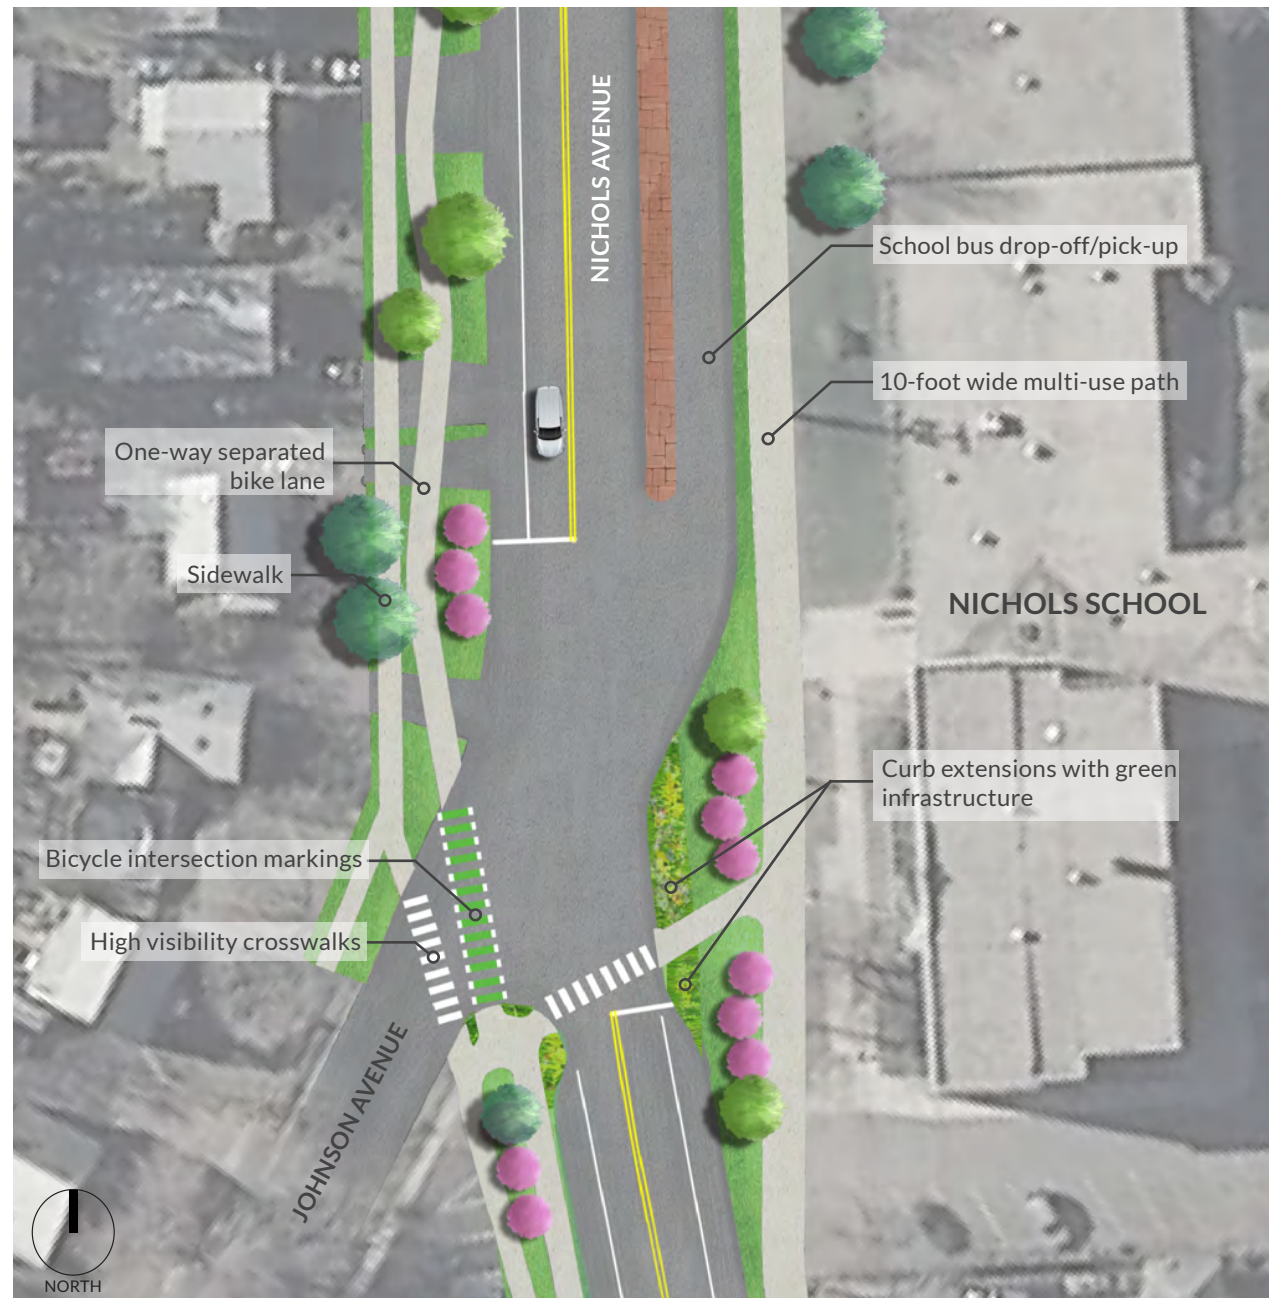 NICHOLS AVENUE
School bus drop-off/pick-up
10-foot wide multi-use path
One-way separated
bike lane
Sidewalk
NICHOLS SCHOOL
Curb extensions with green
infrastructure
Bicycle intersection markings
High visibility crosswalks
JOHNSON AVENUE
NORTH